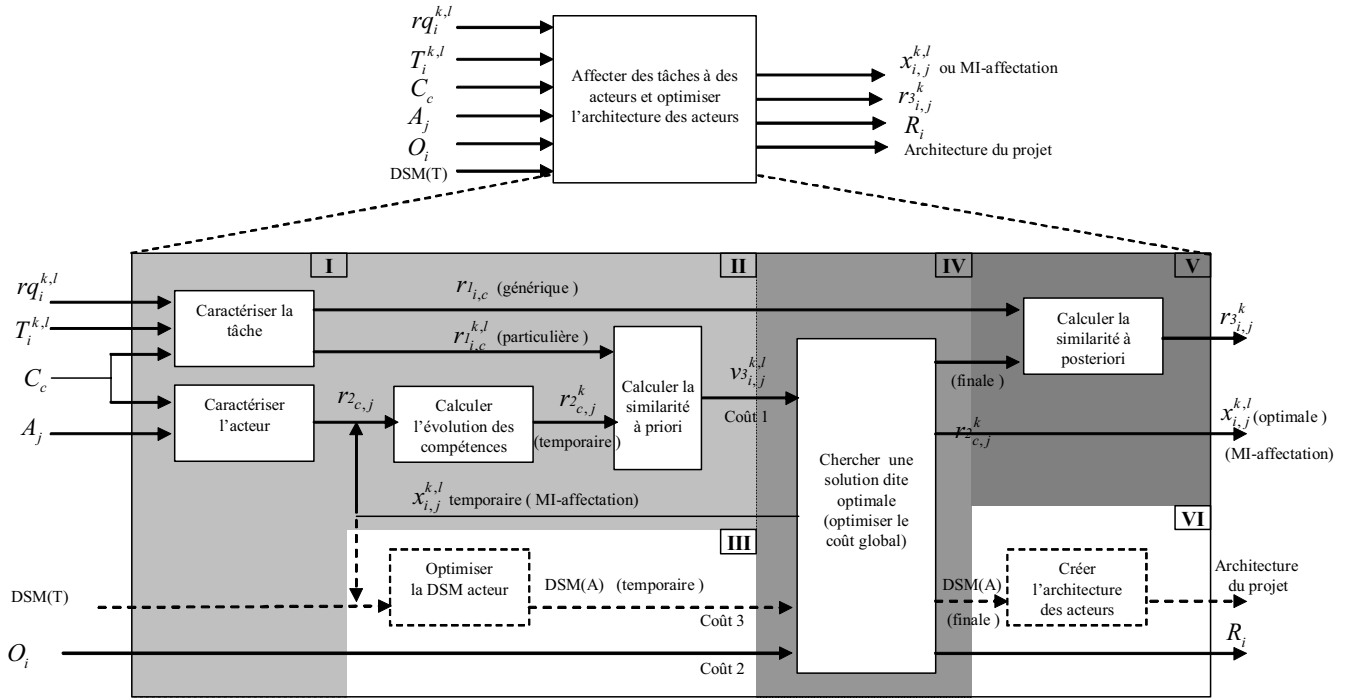 rq_i^{k,l}
T_i^{k,l}
C_c
A_j
O_i
DSM(T)
Affecter des tâches à des
acteurs et optimiser
l’architecture des acteurs
x_{i,j}^{k,l} ou MI-affectation
r3_{i,j}^k
R_i
Architecture du projet
I
II
IV
V
rq_i^{k,l}
T_i^{k,l}
C_c
A_j
Caractériser la
tâche
r1_{i,c} (générique )
r1_{i,c}^{k,l} (particulière )
Caractériser
l’acteur
r2_{c,j}
Calculer
l’évolution des
compétences
r2_{c,j}^k
(temporaire )
Calculer la
similarité à
priori
v3_{i,j}^{k,l}
Coût 1
Calculer la
similarité à
posteriori
r3_{i,j}^k
(finale )
r2_{c,j}^k
x_{i,j}^{k,l} (optimale )
(MI-affectation)
Chercher une
solution dite
optimale
(optimiser le
coût global)
x_{i,j}^{k,l} temporaire ( MI-affectation)
III
VI
DSM(T)
Optimiser
la DSM acteur
DSM(A) (temporaire )
Coût 3
DSM(A)
(finale )
Créer
l’architecture
des acteurs
Architecture
du projet
O_i
Coût 2
R_i